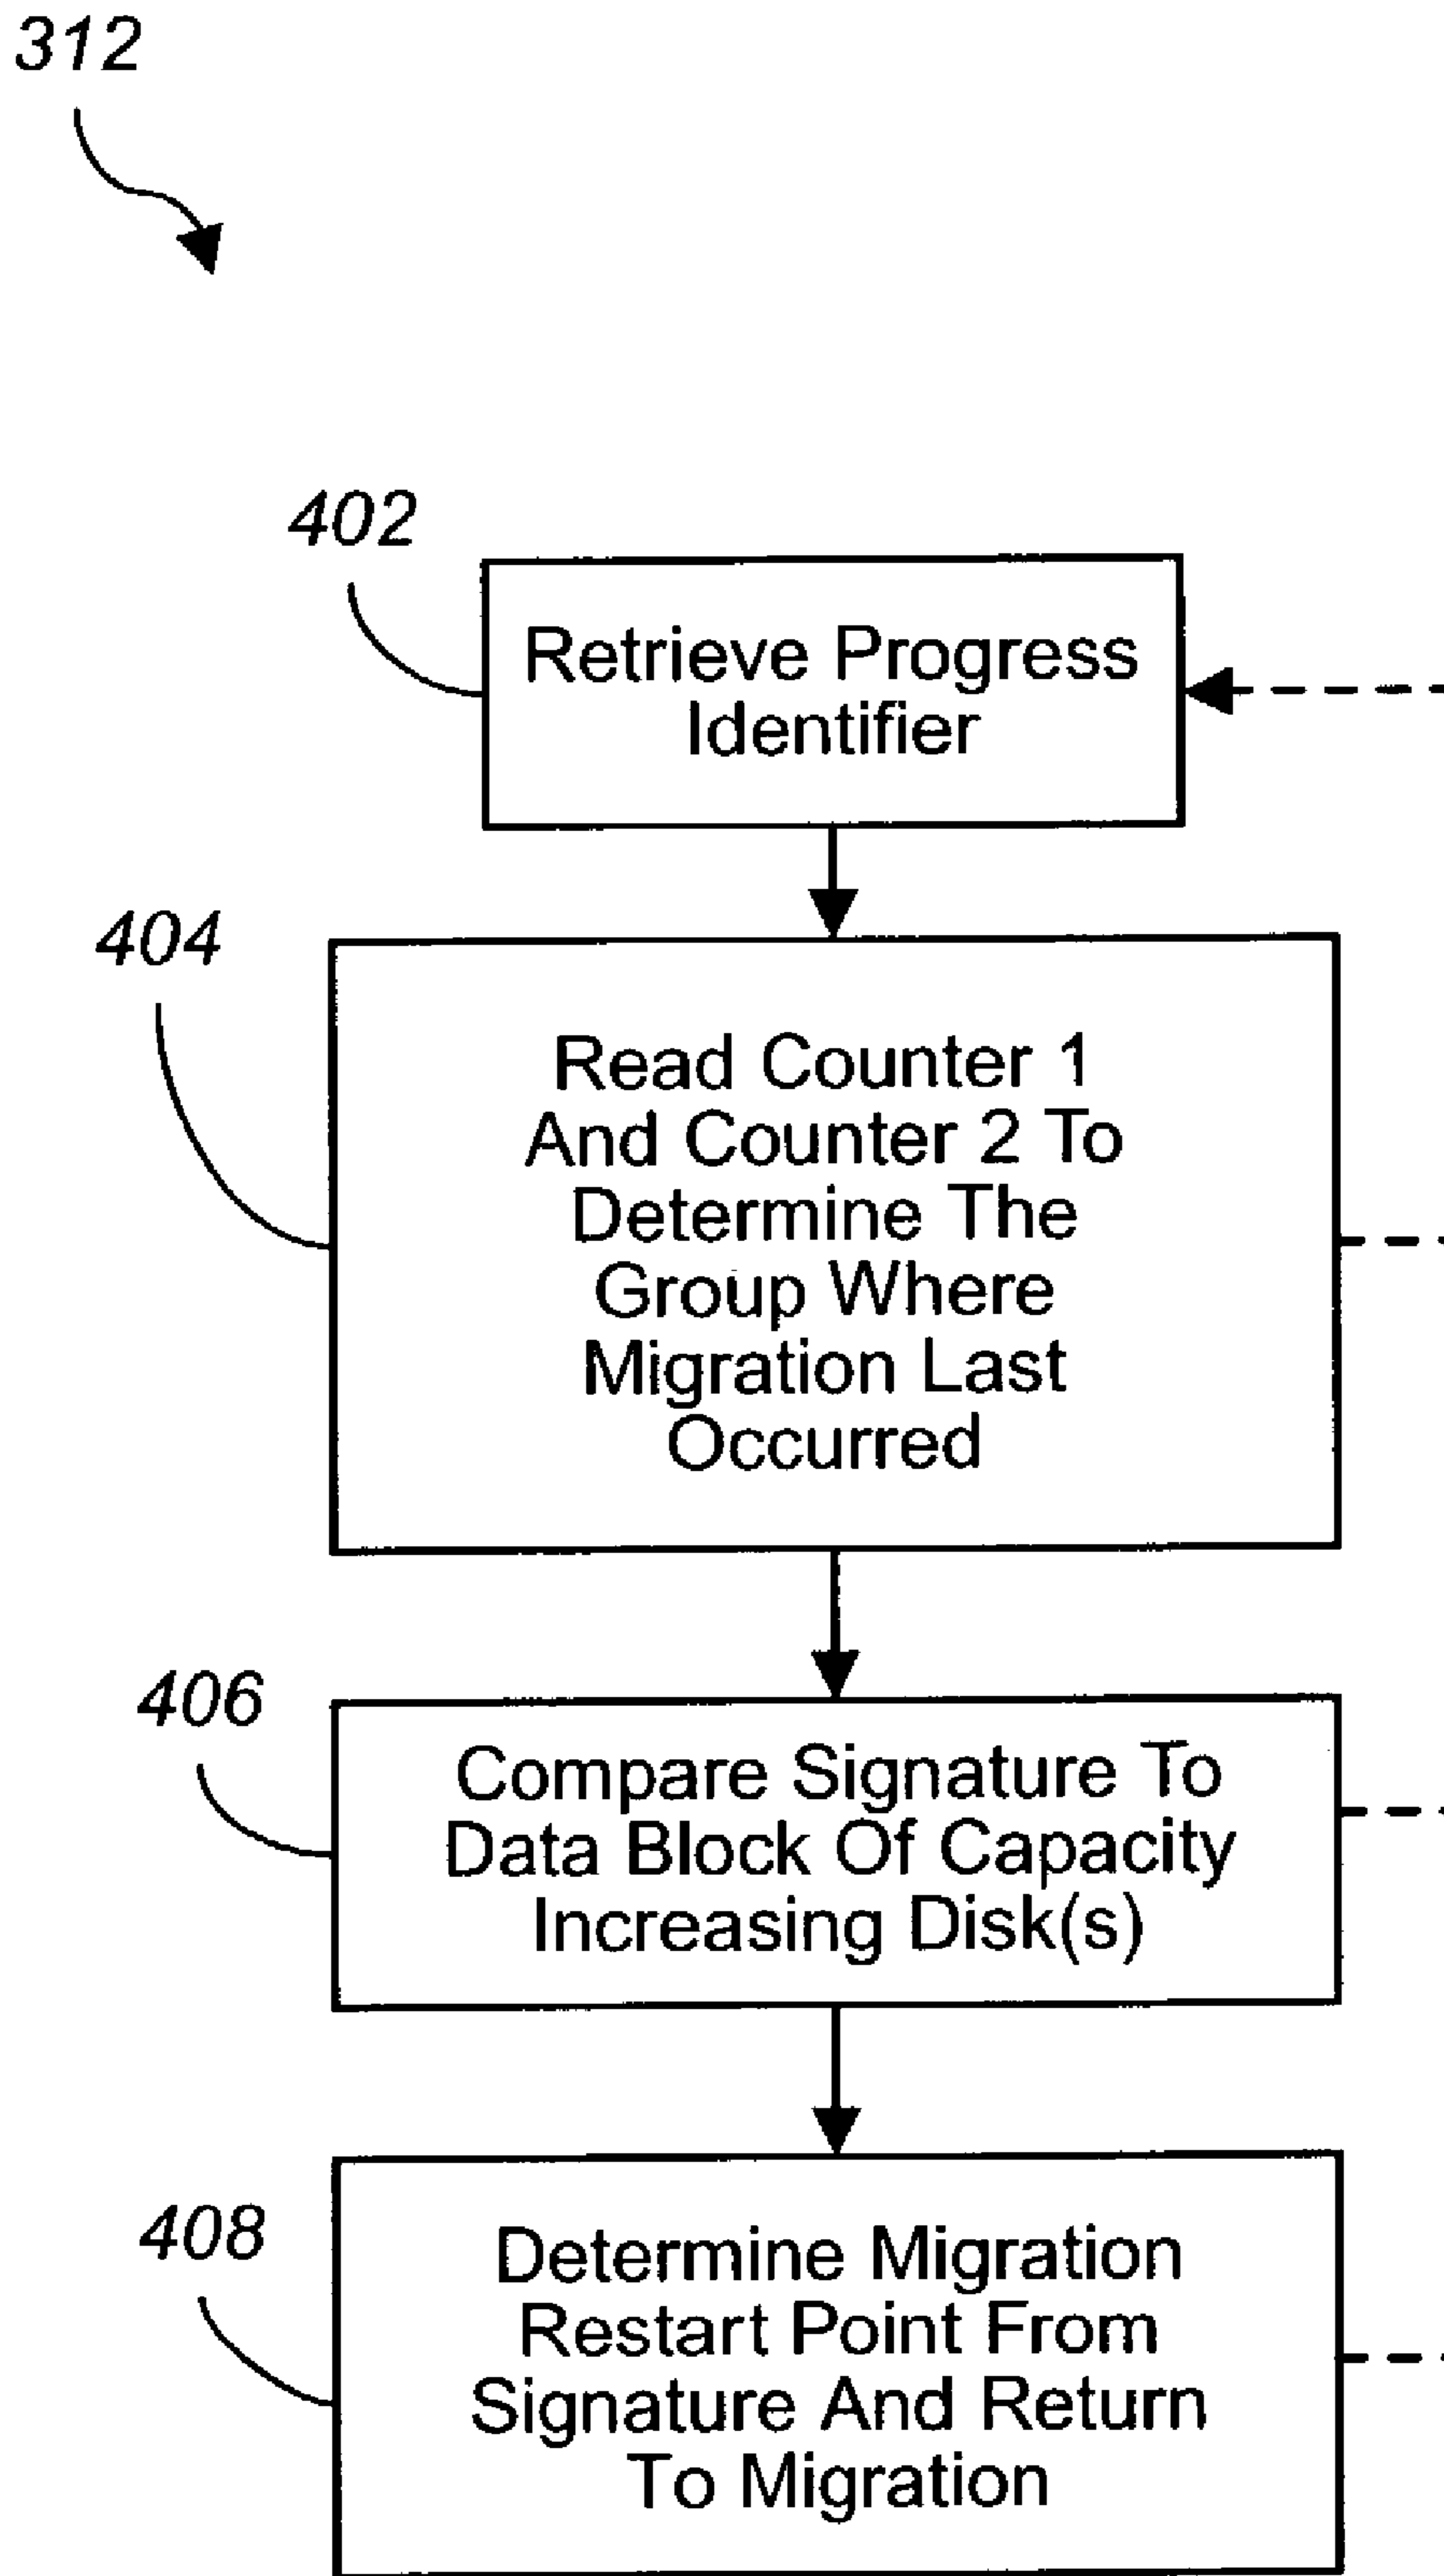 312
402
Retrieve Progress
Identifier
404
Read Counter 1
And Counter 2 To
Determine The
Group Where
Migration Last
Occurred
406
Compare Signature To
Data Block Of Capacity
Increasing Disk(s)
408
Determine Migration
Restart Point From
Signature And Return
To Migration